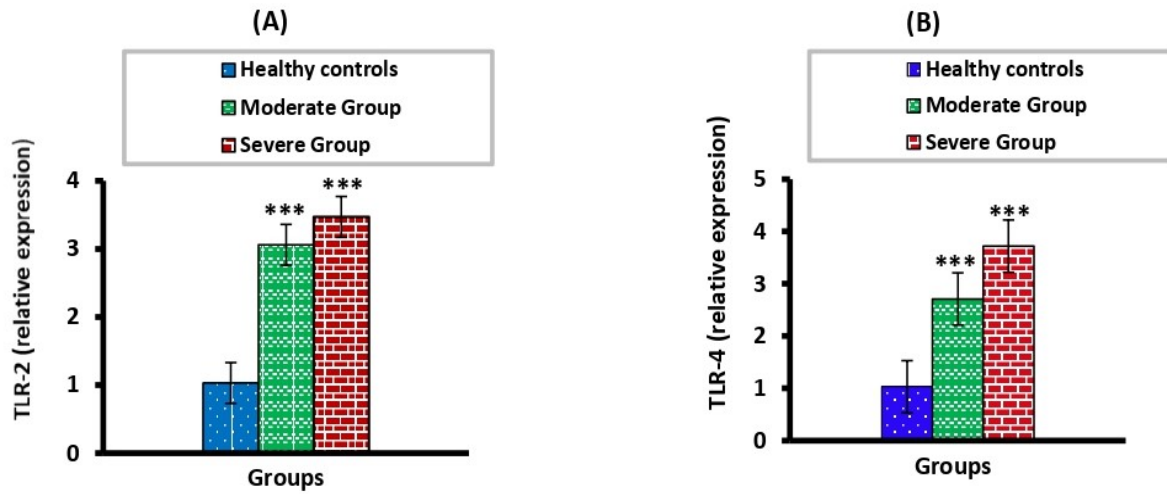 (A)
Healthy controls
Moderate Group
Severe Group
TLR-2 (relative expression)
4
3
2
1
0
***
***
Groups
(B)
Healthy controls
Moderate Group
Severe Group
TLR-4 (relative expression)
5
4
3
2
1
0
***
***
Groups